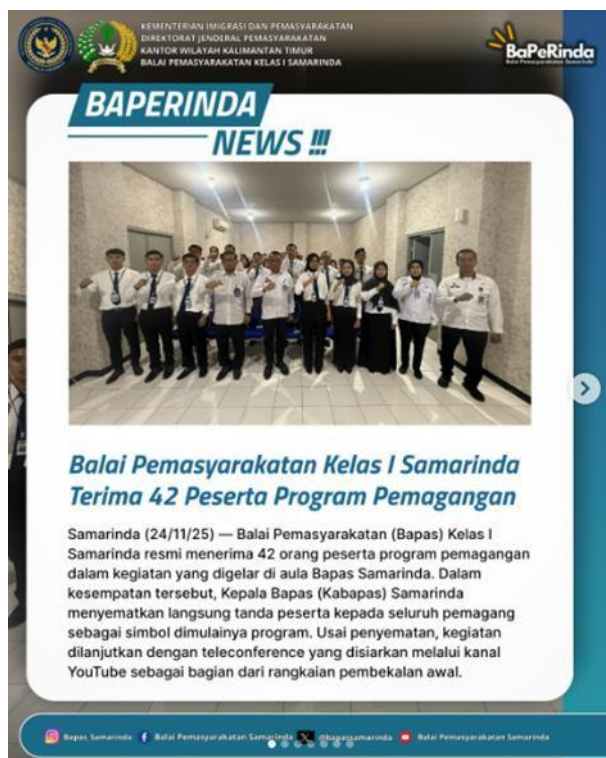 KEMENTERIAN IMIGRASI DAN PEMASYARAKATAN
DIREKTORAT JENDERAL PEMASYARAKATAN
KANTOR WILAYAH KALIMANTAN TIMUR
BALAI PEMASYARAKATAN KELAS I SAMARINDA
BaPeRinda
Balai Pemasyarakatan Samarinda
BAPERINDA
NEWS !!!
Balai Pemasyarakatan Kelas I Samarinda
Terima 42 Peserta Program Pemagangan
Samarinda (24/11/25) — Balai Pemasyarakatan (Bapas) Kelas I
Samarinda resmi menerima 42 orang peserta program pemagangan
dalam kegiatan yang digelar di aula Bapas Samarinda. Dalam
kesempatan tersebut, Kepala Bapas (Kabapas) Samarinda
menyematkan langsung tanda peserta kepada seluruh pemagang
sebagai simbol dimulainya program. Usai penyematan, kegiatan
dilanjutkan dengan teleconference yang disiarkan melalui kanal
YouTube sebagai bagian dari rangkaian pembekalan awal.
Bapas Samarinda Balai Pemasyarakatan Samarinda @bapassamarinda Balai Pemasyarakatan Samarinda